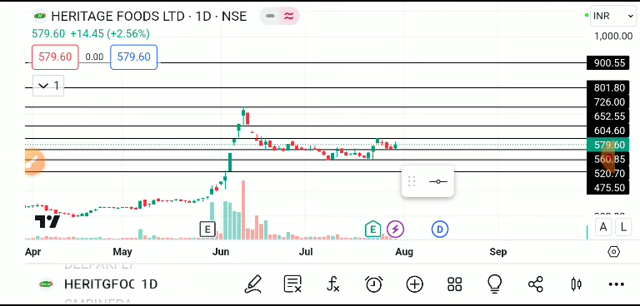 HERITAGE FOODS LTD · 1D · NSE
INR
579.60 +14.45 (+2.56%)
1,000.00
579.60 0.00 579.60
900.55
1
801.80
726.00
652.55
604.60
579.60
560.85
520.70
475.50
E E D
A L
Apr May Jun Jul Aug Sep
HERITGFOC 1D